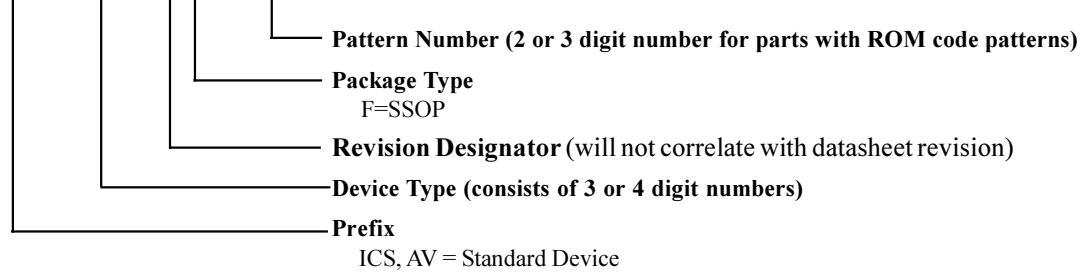 Pattern Number (2 or 3 digit number for parts with ROM code patterns)
Package Type
F=SSOP
Revision Designator (will not correlate with datasheet revision)
Device Type (consists of 3 or 4 digit numbers)
Prefix
ICS, AV = Standard Device